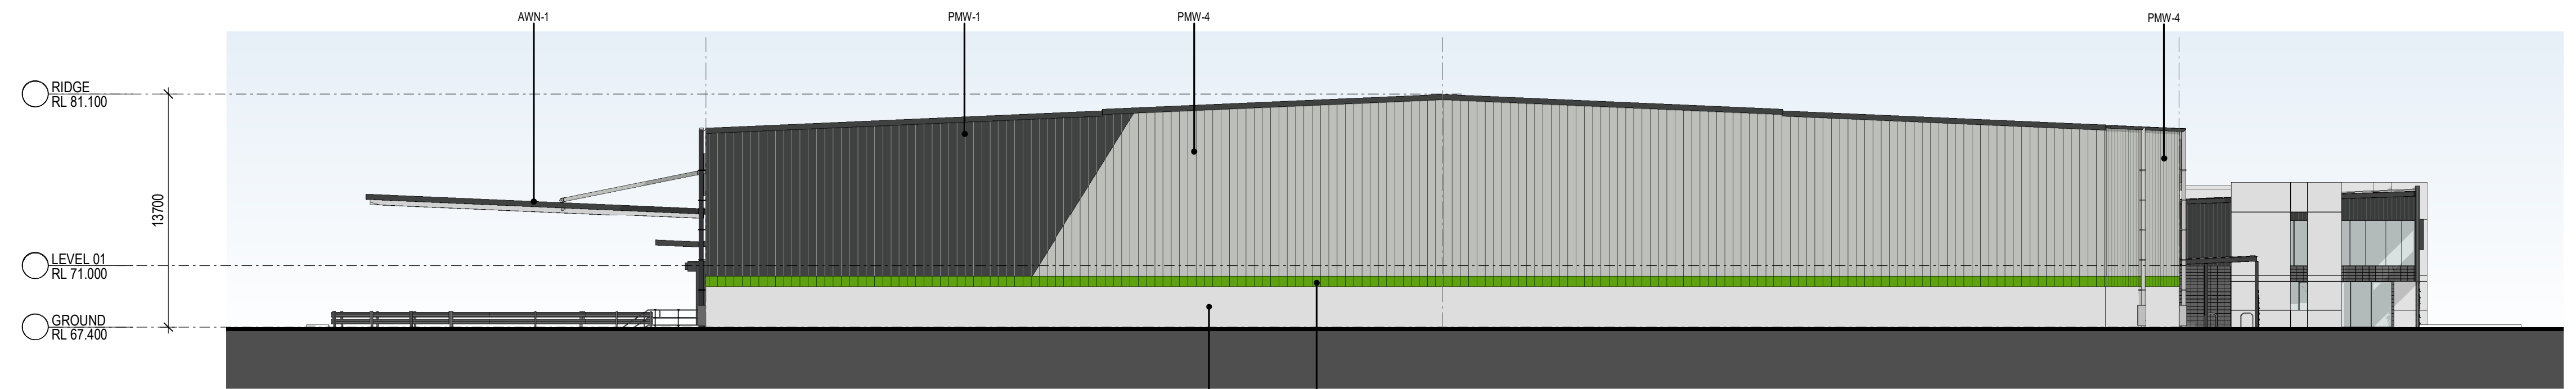 AWN-1
PMW-1
PMW-4
PMW-4
RIDGE
RL 81.100
13700
LEVEL 01
RL 71.000
GROUND
RL 67.400